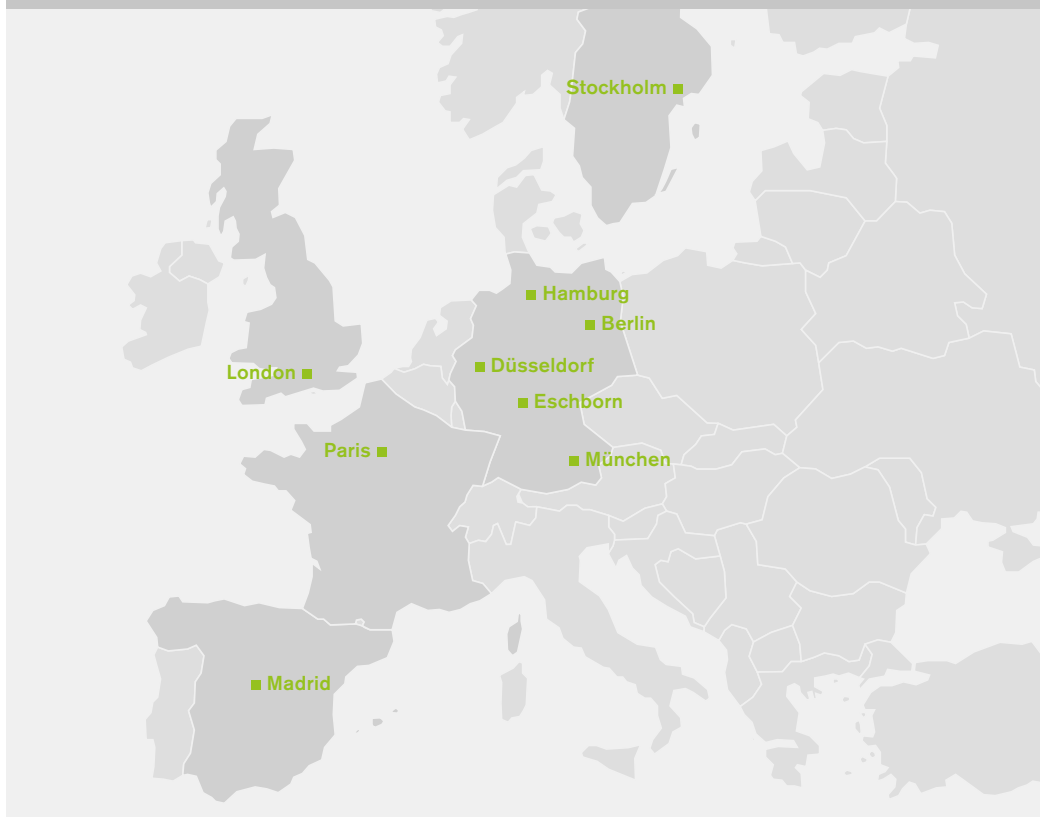 Stockholm
Hamburg
Berlin
Düsseldorf
London
Eschborn
Paris
München
Madrid